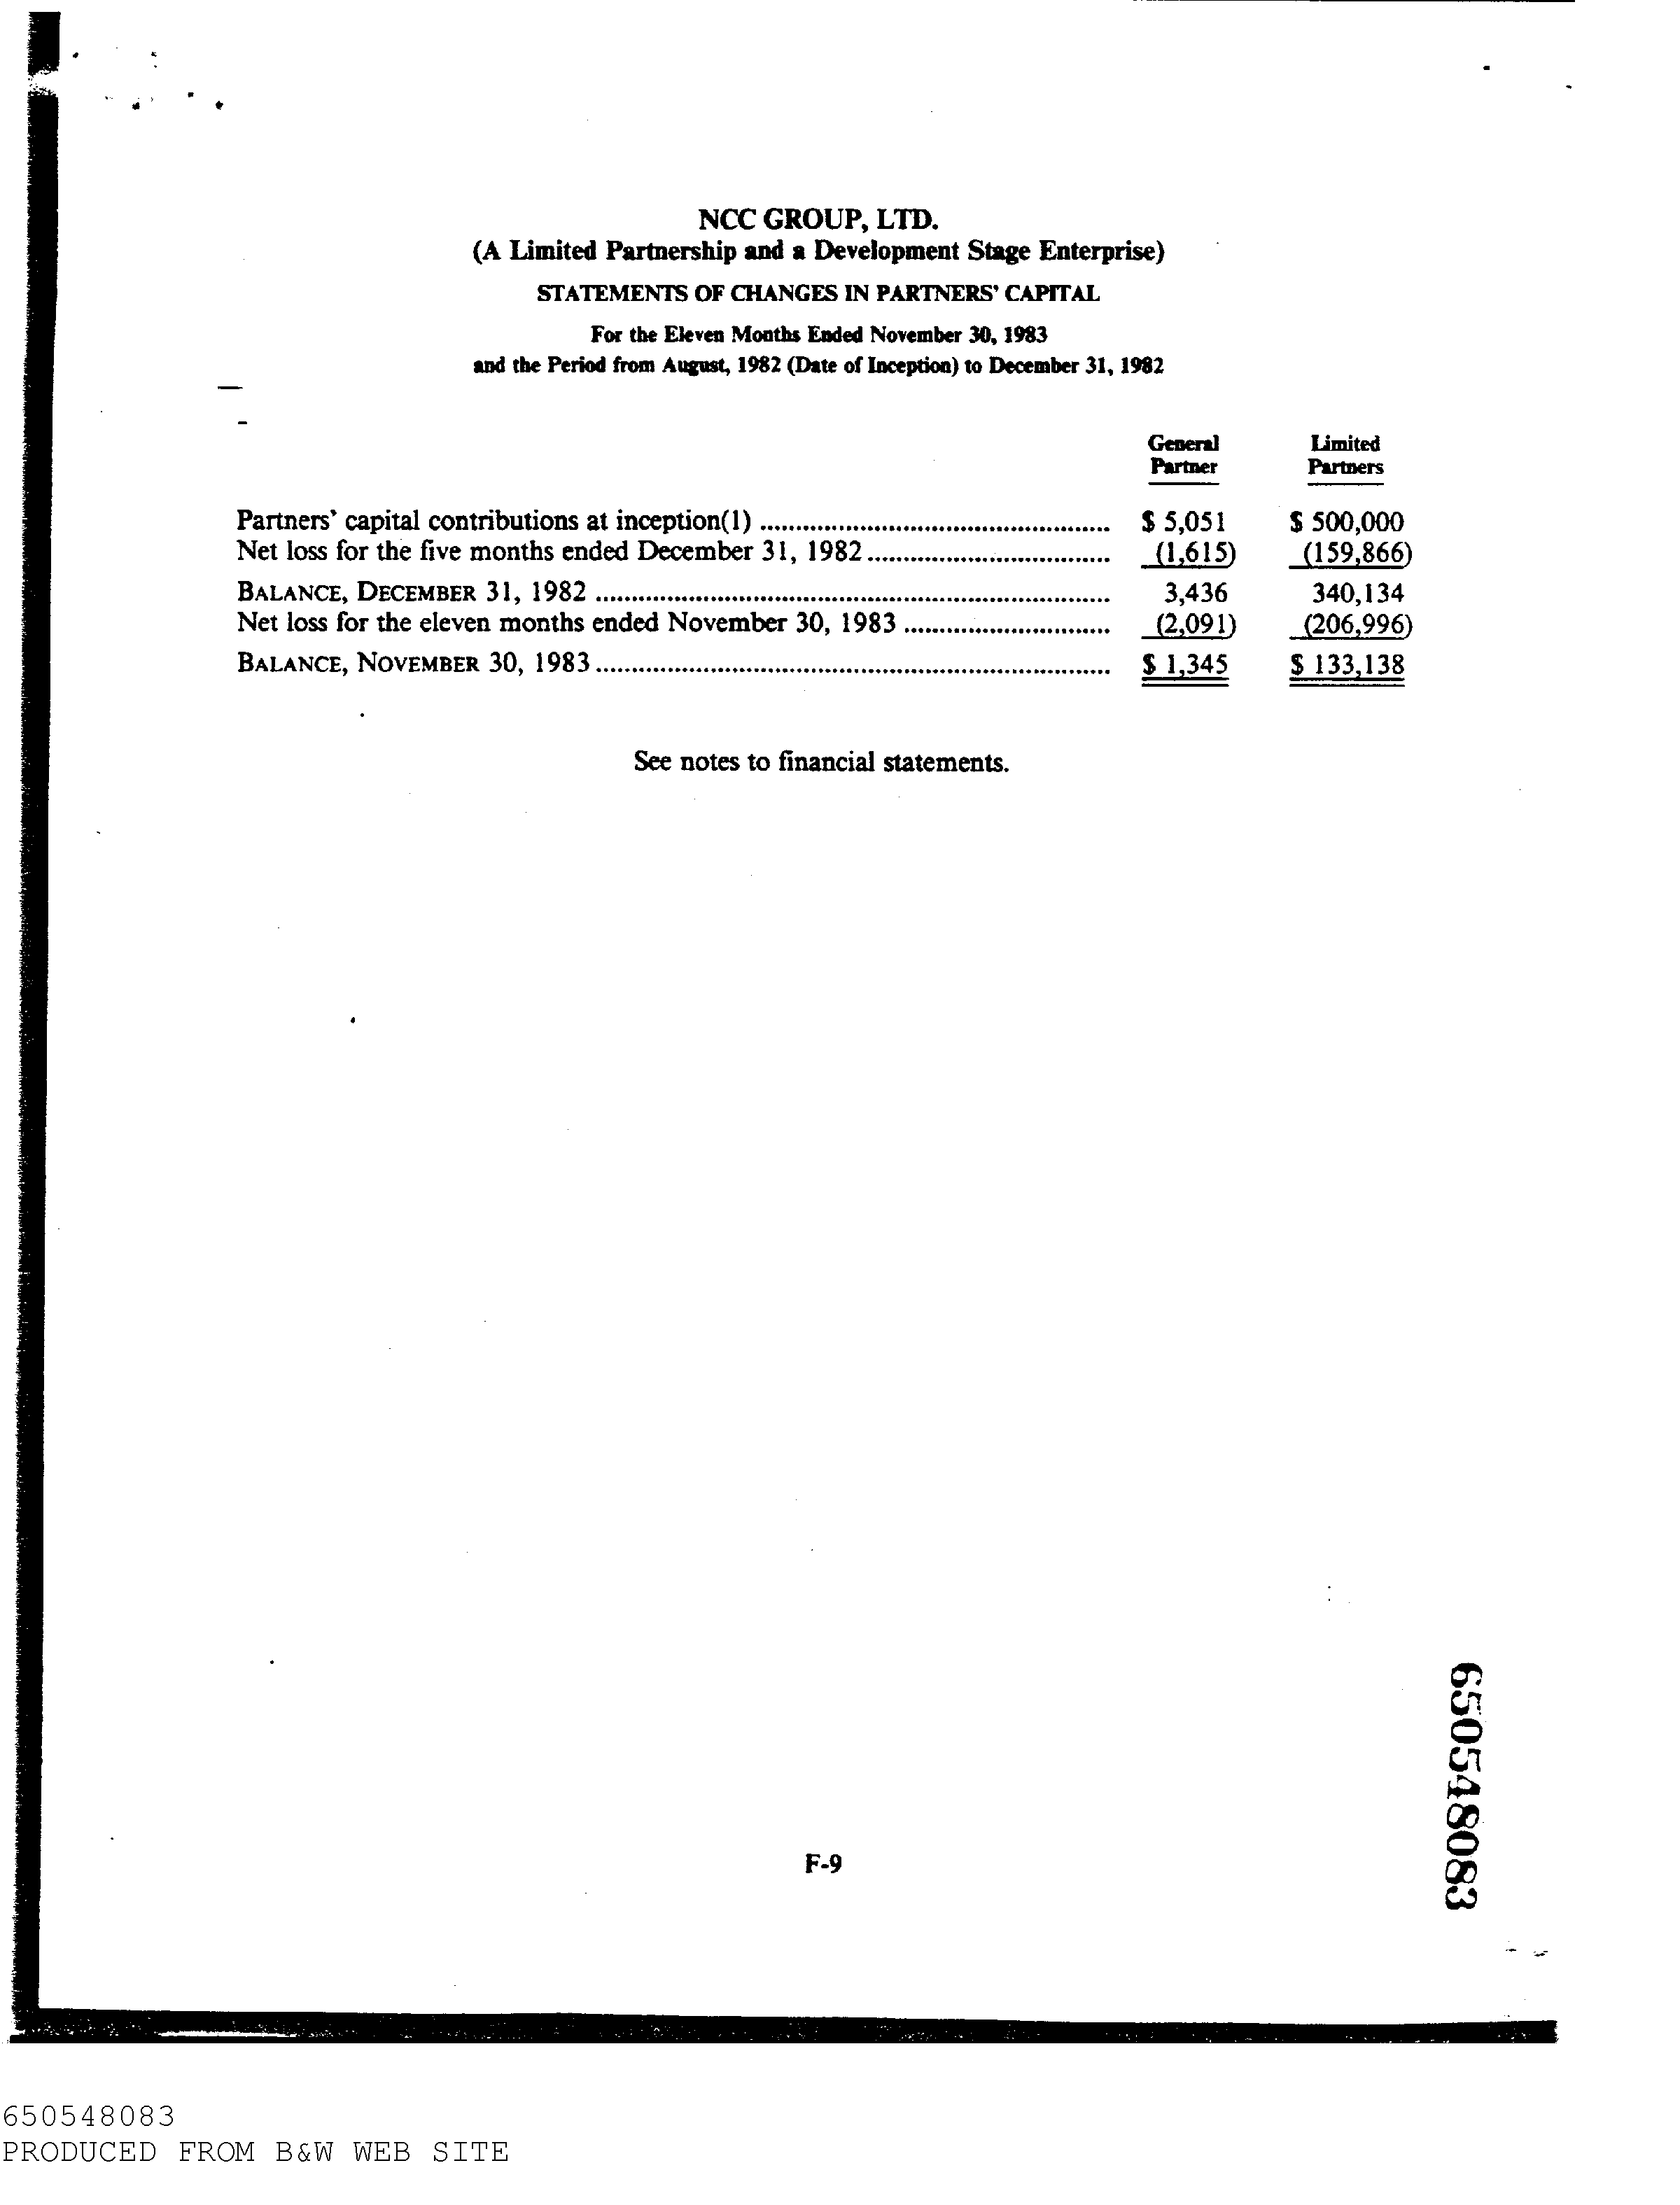 NCC GROUP, LTD.
(A Limited Partnership and a Development Stage Enterprise)
STATEMENTS OF CHANGES IN PARTNERS' CAPITAL
For the Eleven Months Ended November 30, 1983
and the Period from August, 1982 (Date of Inception) to December 31, 1982
General Limited
Partner Partners
Partners' capital contributions at inception(1) ................................................ $ 5,051 $ 500,000
Net loss for the five months ended December 31, 1982 ................................. (1,615) (159,866)
BALANCE, DECEMBER 31, 1982 ....................................................................... 3,436 340,134
Net loss for the eleven months ended November 30, 1983 ............................ (2,091) (206,996)
BALANCE, NOVEMBER 30, 1983 ....................................................................... $ 1,345 $ 133,138
See notes to financial statements.
650548083
F-9
650548083
PRODUCED FROM B&W WEB SITE